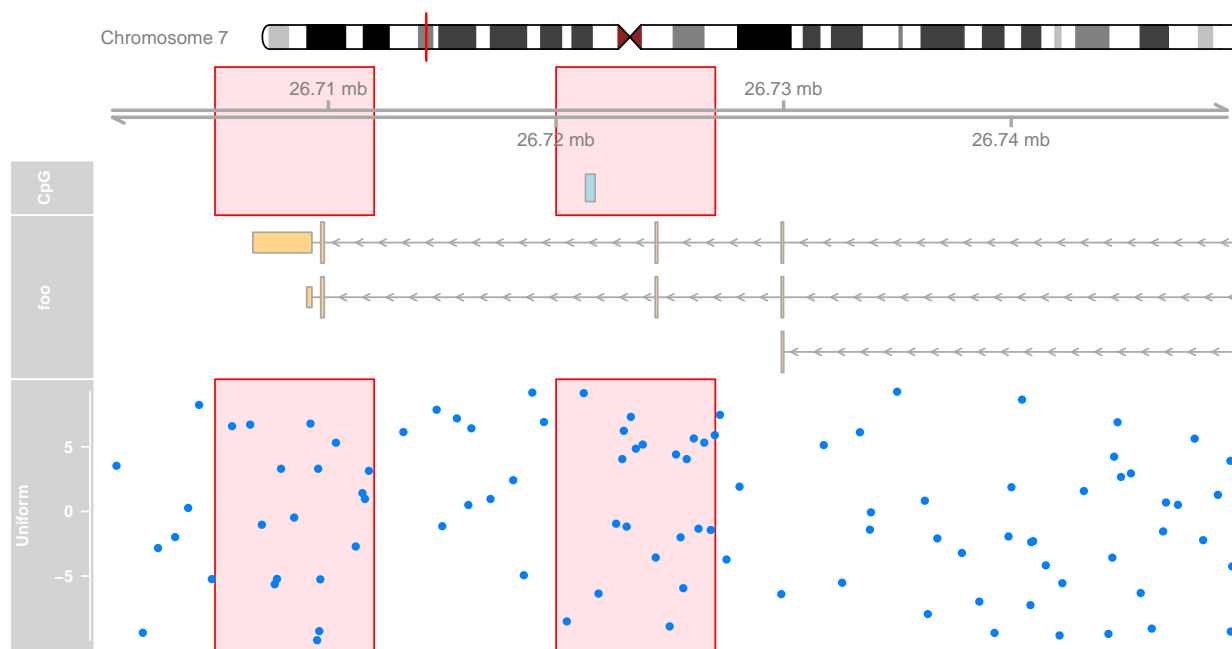 Chromosome 7
26.71 mb
26.73 mb
26.72 mb
26.74 mb
CpG
foo
Uniform
5
0
−5